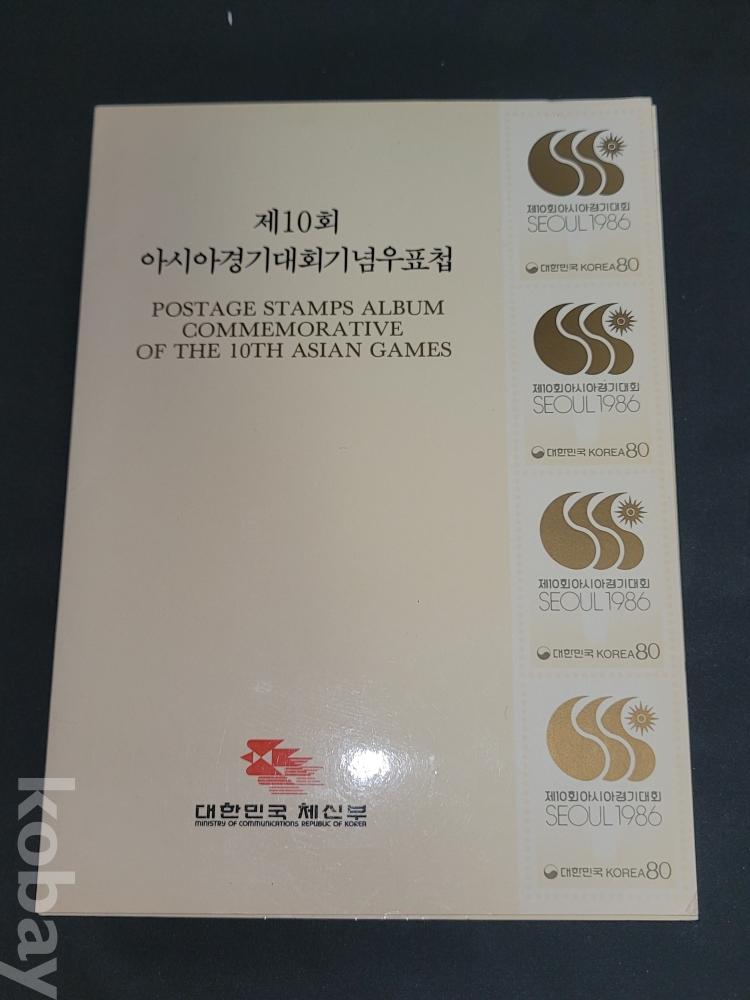 제10회
아시아경기대회기념우표첩
POSTAGE STAMPS ALBUM
COMMEMORATIVE
OF THE 10TH ASIAN GAMES
대한민국 체신부
MINISTRY OF COMMUNICATIONS REPUBLIC OF KOREA
제10회아시아경기대회
SEOUL 1986
대한민국 KOREA 80
제10회아시아경기대회
SEOUL 1986
대한민국 KOREA 80
제10회아시아경기대회
SEOUL 1986
대한민국 KOREA 80
제10회아시아경기대회
SEOUL 1986
대한민국 KOREA 80
kobay